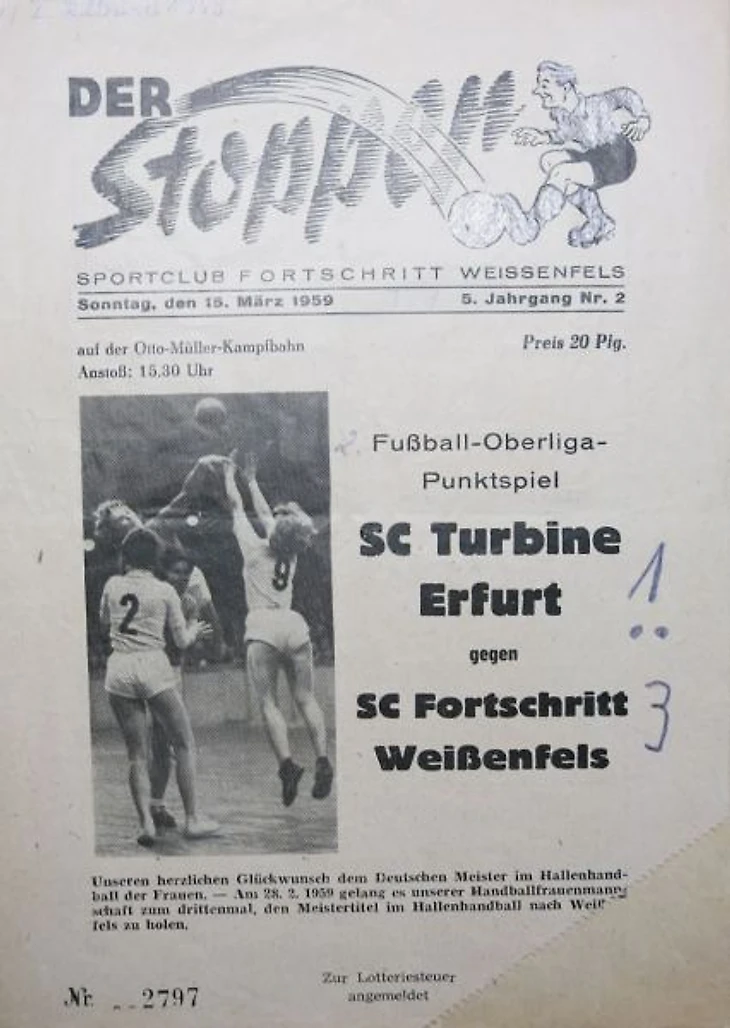 DER
Stopper
SPORTCLUB FORTSCHRITT WEISSENFELS
Sonntag, den 15. März 1959 5. Jahrgang Nr. 2
auf der Otto-Müller-Kampfbahn
Anstoß: 15,30 Uhr
Preis 20 Pfg.
2
9
2.
Fußball-Oberliga-
Punktspiel
SC Turbine
Erfurt
gegen
SC Fortschritt
Weißenfels
1
:
3
Unseren herzlichen Glückwunsch dem Deutschen Meister im Hallenhand-
ball der Frauen. — Am 28. 2. 1959 gelang es unserer Handballfrauenmann-
schaft zum drittenmal, den Meistertitel im Hallenhandball nach Weiß
fels zu holen.
Nr. 2797
Zur Lotteriesteuer
angemeldet